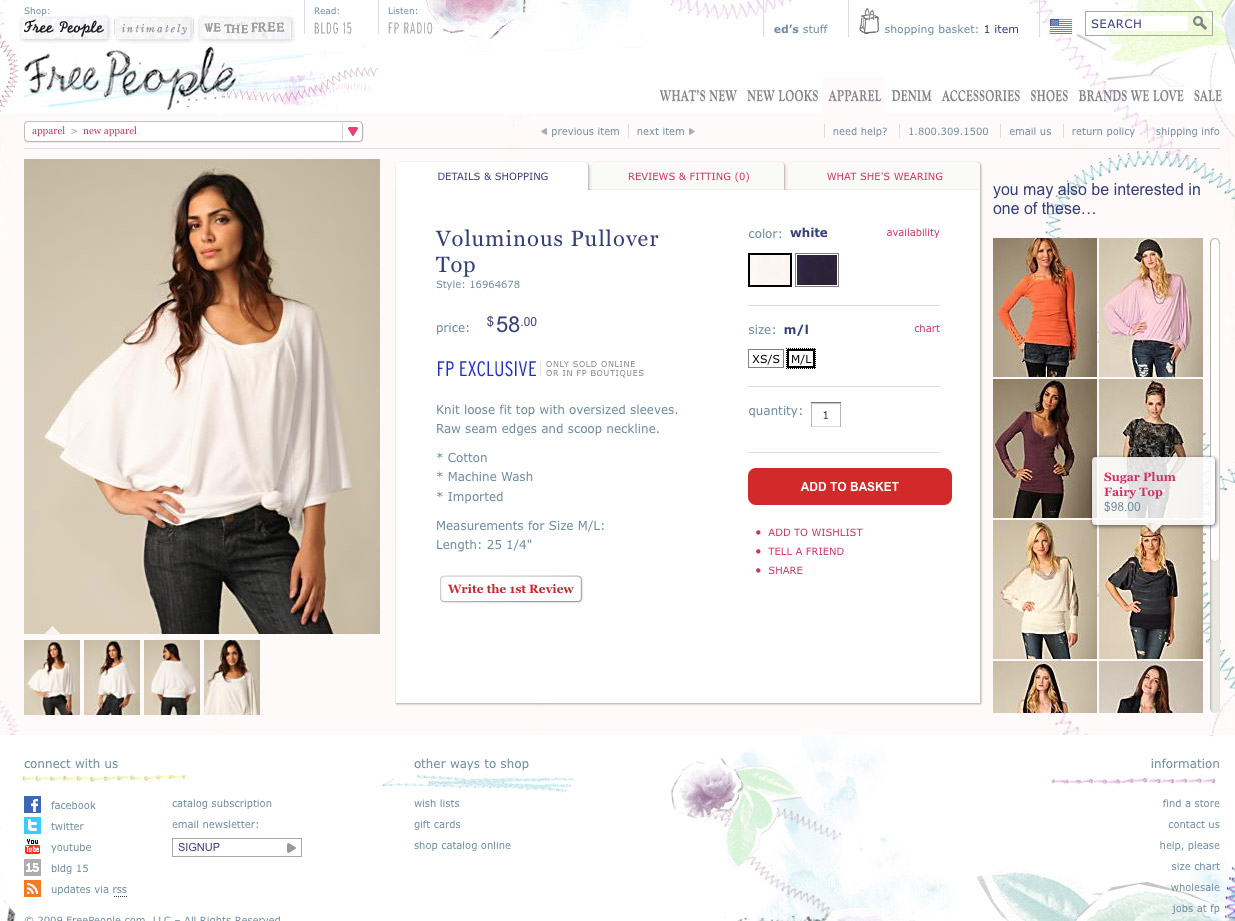 Shop:
Free People
intimately
WE THE FREE
Read:
BLDG 15
Listen:
FP RADIO
ed's stuff
shopping basket: 1 item
SEARCH
Free People
WHAT'S NEW NEW LOOKS APPAREL DENIM ACCESSORIES SHOES BRANDS WE LOVE SALE
apparel > new apparel
previous item
next item
need help?
1.800.309.1500
email us
return policy
shipping info
DETAILS & SHOPPING
REVIEWS & FITTING (0)
WHAT SHE'S WEARING
Voluminous Pullover
Top
Style: 16964678
price: $58.00
FP EXCLUSIVE
ONLY SOLD ONLINE
OR IN FP BOUTIQUES
Knit loose fit top with oversized sleeves.
Raw seam edges and scoop neckline.
* Cotton
* Machine Wash
* Imported
Measurements for Size M/L:
Length: 25 1/4"
Write the 1st Review
color: white
availability
size: m/l
chart
XS/S M/L
quantity: 1
ADD TO BASKET
• ADD TO WISHLIST
• TELL A FRIEND
• SHARE
you may also be interested in
one of these...
Sugar Plum
Fairy Top
$98.00
connect with us
facebook
twitter
You
Tube
youtube
15
bldg 15
updates via rss
catalog subscription
email newsletter:
SIGNUP
other ways to shop
wish lists
gift cards
shop catalog online
information
find a store
contact us
help, please
size chart
wholesale
jobs at fp
© 2009 FreePeople.com, LLC – All Rights Reserved